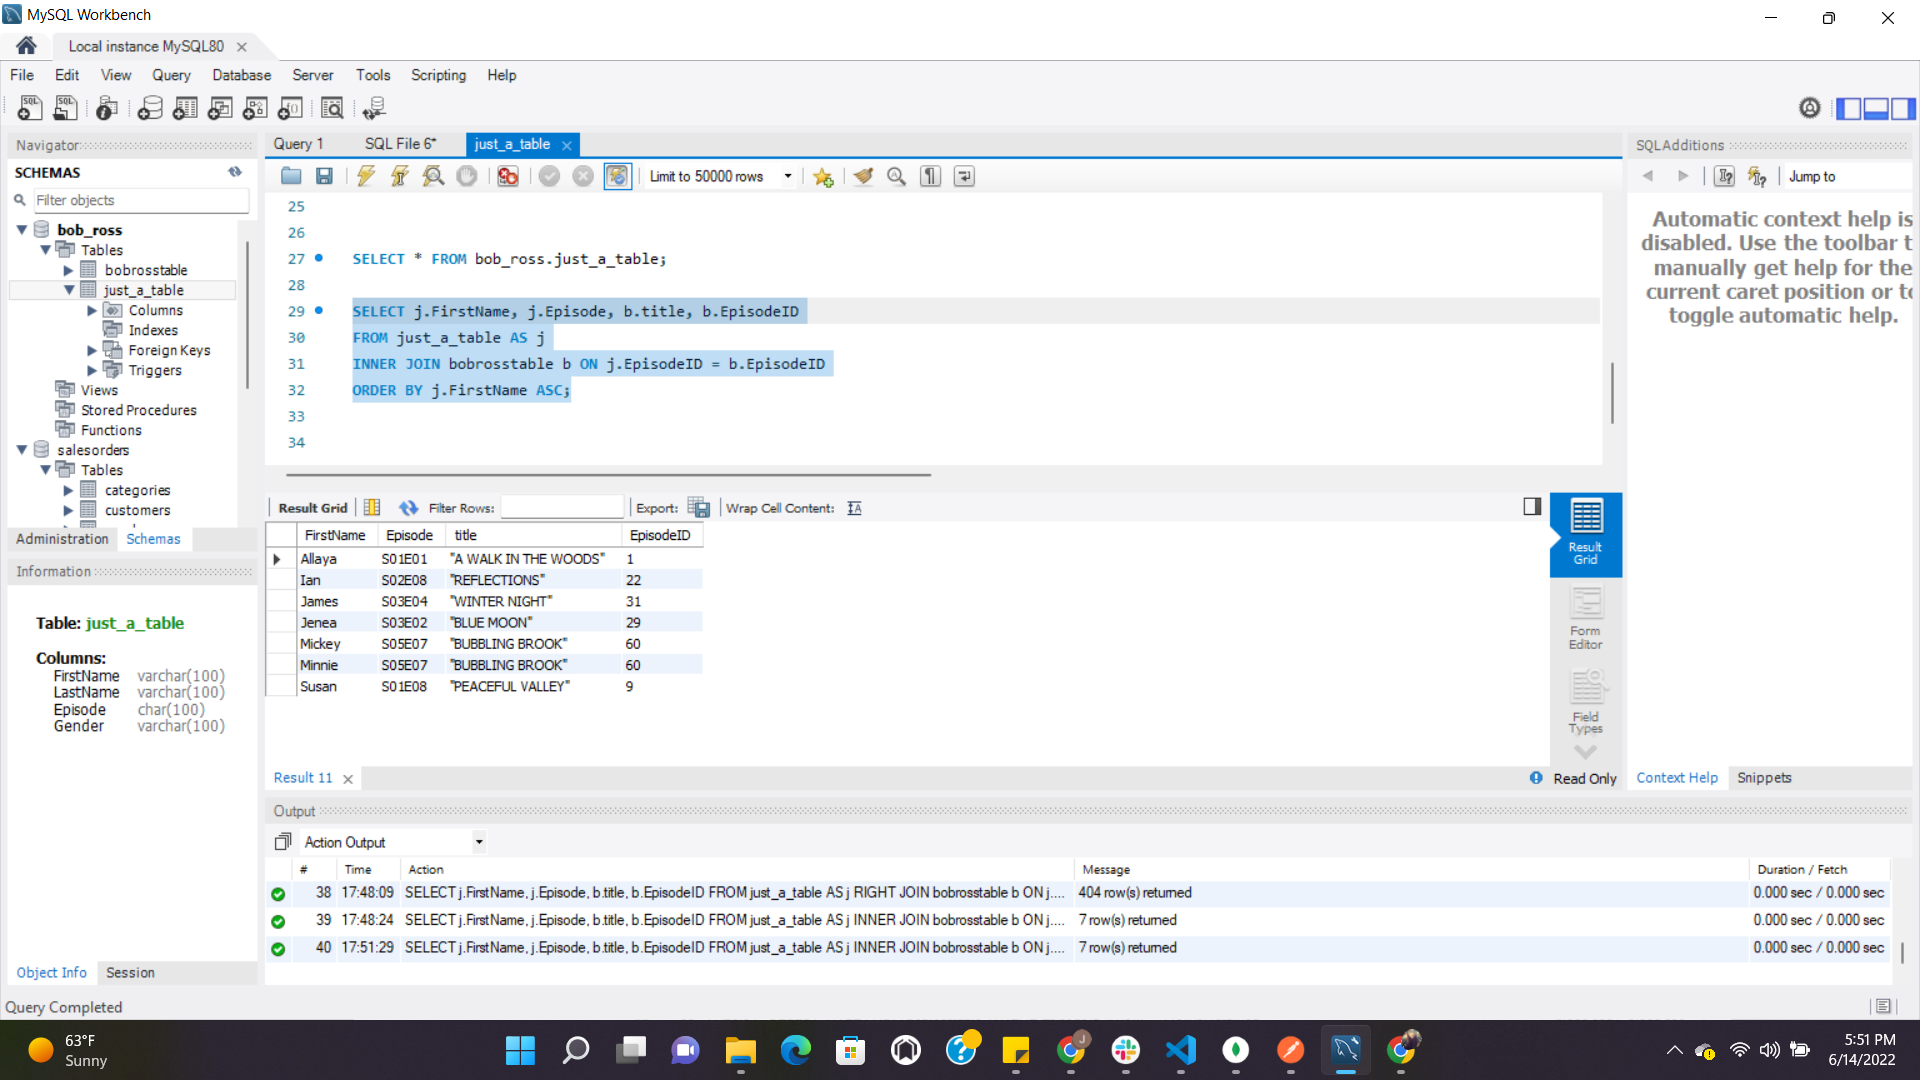 MySQL Workbench
Local instance MySQL80
File Edit View Query Database Server Tools Scripting Help
Navigator
SCHEMAS
Filter objects
bob_ross
Tables
bobrosstable
just_a_table
Columns
Indexes
Foreign Keys
Triggers
Views
Stored Procedures
Functions
salesorders
Tables
categories
customers
Administration Schemas
Information
Table: just_a_table
Columns:
FirstName varchar(100)
LastName varchar(100)
Episode char(100)
Gender varchar(100)
Object Info Session
Query 1 SQL File 6* just_a_table
Limit to 50000 rows
25
26
27 SELECT * FROM bob_ross.just_a_table;
28
29 SELECT j.FirstName, j.Episode, b.title, b.EpisodeID
30 FROM just_a_table AS j
31 INNER JOIN bobrosstable b ON j.EpisodeID = b.EpisodeID
32 ORDER BY j.FirstName ASC;
33
34
Result Grid Filter Rows: Export: Wrap Cell Content:
FirstName Episode title EpisodeID
Allaya S01E01 "A WALK IN THE WOODS" 1
Ian S02E08 "REFLECTIONS" 22
James S03E04 "WINTER NIGHT" 31
Jenea S03E02 "BLUE MOON" 29
Mickey S05E07 "BUBBLING BROOK" 60
Minnie S05E07 "BUBBLING BROOK" 60
Susan S01E08 "PEACEFUL VALLEY" 9
Result
Grid
Form
Editor
Field
Types
Result 11
Read Only
SQLAdditions
Jump to
Automatic context help is
disabled. Use the toolbar t
manually get help for the
current caret position or to
toggle automatic help.
Context Help Snippets
Output
Action Output
# Time Action Message Duration / Fetch
38 17:48:09 SELECT j.FirstName, j.Episode, b.title, b.EpisodeID FROM just_a_table AS j RIGHT JOIN bobrosstable b ON j.... 404 row(s) returned 0.000 sec / 0.000 sec
39 17:48:24 SELECT j.FirstName, j.Episode, b.title, b.EpisodeID FROM just_a_table AS j INNER JOIN bobrosstable b ON j.... 7 row(s) returned 0.000 sec / 0.000 sec
40 17:51:29 SELECT j.FirstName, j.Episode, b.title, b.EpisodeID FROM just_a_table AS j INNER JOIN bobrosstable b ON j.... 7 row(s) returned 0.000 sec / 0.000 sec
Query Completed
63°F
Sunny
5:51 PM
6/14/2022